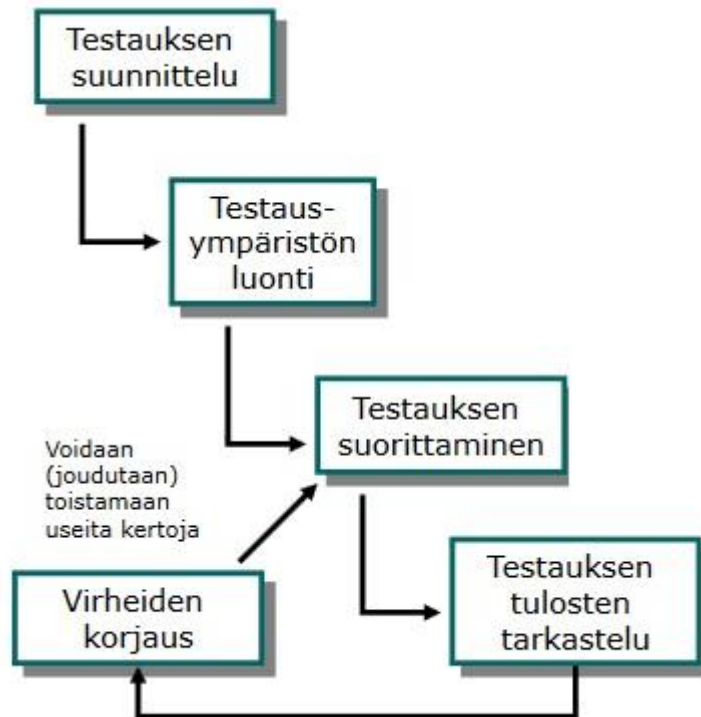 Testauksen
suunnittelu
Testaus-
ympäristön
luonti
Testauksen
suorittaminen
Voidaan
(joudutaan)
toistamaan
useita kertoja
Testauksen
tulosten
tarkastelu
Virheiden
korjaus